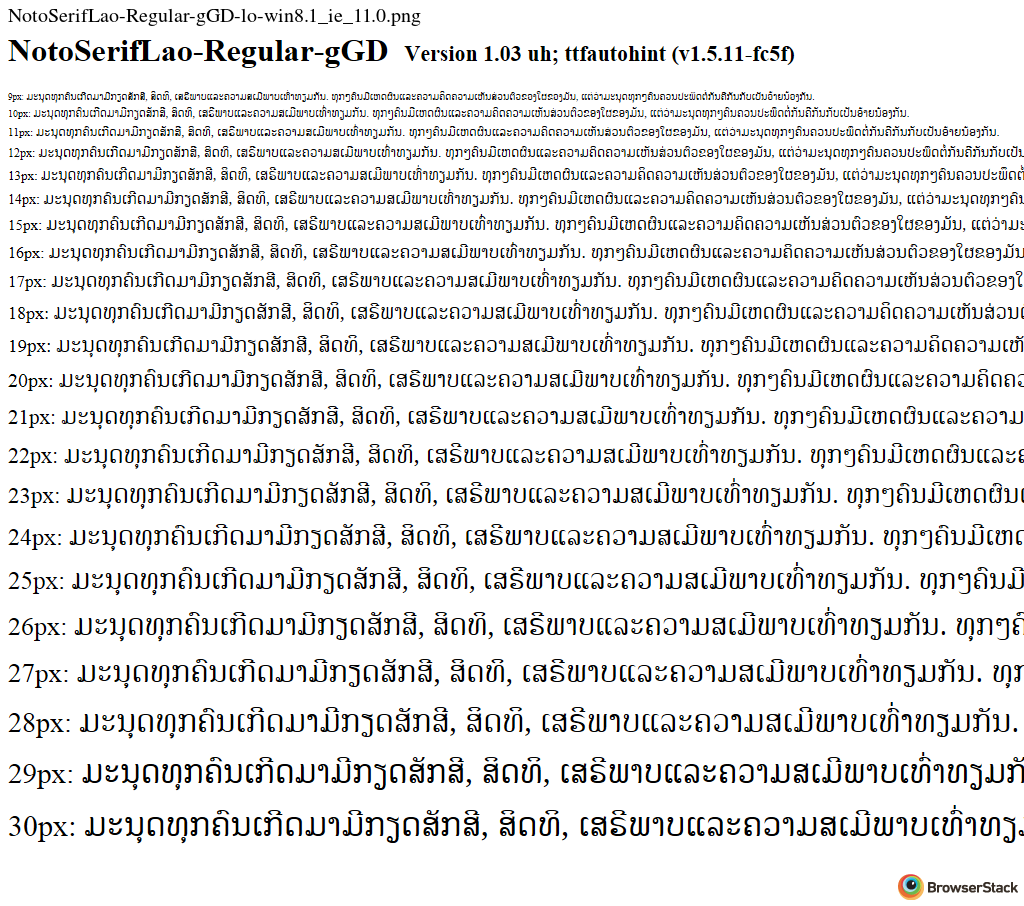 NotoSerifLao-Regular-gGD-lo-win8.1_ie_11.0.png
NotoSerifLao-Regular-gGD Version 1.03 uh; ttfautohint (v1.5.11-fc5f)
9px: ມະນຸດທຸກຄົນເກີດມາມີກຽດສັກສີ, ສິດທິ, ເສຣີພາບແລະຄວາມສເມີພາບເທົ່າທຽມກັນ. ທຸກໆຄົນມີເຫດຜົນແລະຄວາມຄິດຄວາມເຫັນສ່ວນຕົວຂອງໃຜຂອງມັນ, ແຕ່ວ່າມະນຸດທຸກໆຄົນຄວນປະພຶດຕໍ່ກັນຄືກັນກັບເປັນອ້າຍນ້ອງກັນ.
10px: ມະນຸດທຸກຄົນເກີດມາມີກຽດສັກສີ, ສິດທິ, ເສຣີພາບແລະຄວາມສເມີພາບເທົ່າທຽມກັນ. ທຸກໆຄົນມີເຫດຜົນແລະຄວາມຄິດຄວາມເຫັນສ່ວນຕົວຂອງໃຜຂອງມັນ, ແຕ່ວ່າມະນຸດທຸກໆຄົນຄວນປະພຶດຕໍ່ກັນຄືກັນກັບເປັນອ້າຍນ້ອງກັນ.
11px: ມະນຸດທຸກຄົນເກີດມາມີກຽດສັກສີ, ສິດທິ, ເສຣີພາບແລະຄວາມສເມີພາບເທົ່າທຽມກັນ. ທຸກໆຄົນມີເຫດຜົນແລະຄວາມຄິດຄວາມເຫັນສ່ວນຕົວຂອງໃຜຂອງມັນ, ແຕ່ວ່າມະນຸດທຸກໆຄົນຄວນປະພຶດຕໍ່ກັນຄືກັນກັບເປັນອ້າຍນ້ອງກັນ.
12px: ມະນຸດທຸກຄົນເກີດມາມີກຽດສັກສີ, ສິດທິ, ເສຣີພາບແລະຄວາມສເມີພາບເທົ່າທຽມກັນ. ທຸກໆຄົນມີເຫດຜົນແລະຄວາມຄິດຄວາມເຫັນສ່ວນຕົວຂອງໃຜຂອງມັນ, ແຕ່ວ່າມະນຸດທຸກໆຄົນຄວນປະພຶດຕໍ່ກັນຄືກັນກັບເປັ
13px: ມະນຸດທຸກຄົນເກີດມາມີກຽດສັກສີ, ສິດທິ, ເສຣີພາບແລະຄວາມສເມີພາບເທົ່າທຽມກັນ. ທຸກໆຄົນມີເຫດຜົນແລະຄວາມຄິດຄວາມເຫັນສ່ວນຕົວຂອງໃຜຂອງມັນ, ແຕ່ວ່າມະນຸດທຸກໆຄົນຄວນປະພຶດຕໍ່
14px: ມະນຸດທຸກຄົນເກີດມາມີກຽດສັກສີ, ສິດທິ, ເສຣີພາບແລະຄວາມສເມີພາບເທົ່າທຽມກັນ. ທຸກໆຄົນມີເຫດຜົນແລະຄວາມຄິດຄວາມເຫັນສ່ວນຕົວຂອງໃຜຂອງມັນ, ແຕ່ວ່າມະນຸດທຸກໆຄົນ
15px: ມະນຸດທຸກຄົນເກີດມາມີກຽດສັກສີ, ສິດທິ, ເສຣີພາບແລະຄວາມສເມີພາບເທົ່າທຽມກັນ. ທຸກໆຄົນມີເຫດຜົນແລະຄວາມຄິດຄວາມເຫັນສ່ວນຕົວຂອງໃຜຂອງມັນ, ແຕ່ວ່າມະ
16px: ມະນຸດທຸກຄົນເກີດມາມີກຽດສັກສີ, ສິດທິ, ເສຣີພາບແລະຄວາມສເມີພາບເທົ່າທຽມກັນ. ທຸກໆຄົນມີເຫດຜົນແລະຄວາມຄິດຄວາມເຫັນສ່ວນຕົວຂອງໃຜຂອງມັນ
17px: ມະນຸດທຸກຄົນເກີດມາມີກຽດສັກສີ, ສິດທິ, ເສຣີພາບແລະຄວາມສເມີພາບເທົ່າທຽມກັນ. ທຸກໆຄົນມີເຫດຜົນແລະຄວາມຄິດຄວາມເຫັນສ່ວນຕົວຂອງໃ
18px: ມະນຸດທຸກຄົນເກີດມາມີກຽດສັກສີ, ສິດທິ, ເສຣີພາບແລະຄວາມສເມີພາບເທົ່າທຽມກັນ. ທຸກໆຄົນມີເຫດຜົນແລະຄວາມຄິດຄວາມເຫັນສ່ວນ
19px: ມະນຸດທຸກຄົນເກີດມາມີກຽດສັກສີ, ສິດທິ, ເສຣີພາບແລະຄວາມສເມີພາບເທົ່າທຽມກັນ. ທຸກໆຄົນມີເຫດຜົນແລະຄວາມຄິດຄວາມເຫັ
20px: ມະນຸດທຸກຄົນເກີດມາມີກຽດສັກສີ, ສິດທິ, ເສຣີພາບແລະຄວາມສເມີພາບເທົ່າທຽມກັນ. ທຸກໆຄົນມີເຫດຜົນແລະຄວາມຄິດຄວ
21px: ມະນຸດທຸກຄົນເກີດມາມີກຽດສັກສີ, ສິດທິ, ເສຣີພາບແລະຄວາມສເມີພາບເທົ່າທຽມກັນ. ທຸກໆຄົນມີເຫດຜົນແລະຄວາມ
22px: ມະນຸດທຸກຄົນເກີດມາມີກຽດສັກສີ, ສິດທິ, ເສຣີພາບແລະຄວາມສເມີພາບເທົ່າທຽມກັນ. ທຸກໆຄົນມີເຫດຜົນແລະຄ
23px: ມະນຸດທຸກຄົນເກີດມາມີກຽດສັກສີ, ສິດທິ, ເສຣີພາບແລະຄວາມສເມີພາບເທົ່າທຽມກັນ. ທຸກໆຄົນມີເຫດຜົນແ
24px: ມະນຸດທຸກຄົນເກີດມາມີກຽດສັກສີ, ສິດທິ, ເສຣີພາບແລະຄວາມສເມີພາບເທົ່າທຽມກັນ. ທຸກໆຄົນມີເຫດ
25px: ມະນຸດທຸກຄົນເກີດມາມີກຽດສັກສີ, ສິດທິ, ເສຣີພາບແລະຄວາມສເມີພາບເທົ່າທຽມກັນ. ທຸກໆຄົນມີ
26px: ມະນຸດທຸກຄົນເກີດມາມີກຽດສັກສີ, ສິດທິ, ເສຣີພາບແລະຄວາມສເມີພາບເທົ່າທຽມກັນ. ທຸກໆຄົ
27px: ມະນຸດທຸກຄົນເກີດມາມີກຽດສັກສີ, ສິດທິ, ເສຣີພາບແລະຄວາມສເມີພາບເທົ່າທຽມກັນ. ທຸກ
28px: ມະນຸດທຸກຄົນເກີດມາມີກຽດສັກສີ, ສິດທິ, ເສຣີພາບແລະຄວາມສເມີພາບເທົ່າທຽມກັນ.
29px: ມະນຸດທຸກຄົນເກີດມາມີກຽດສັກສີ, ສິດທິ, ເສຣີພາບແລະຄວາມສເມີພາບເທົ່າທຽມກັ
30px: ມະນຸດທຸກຄົນເກີດມາມີກຽດສັກສີ, ສິດທິ, ເສຣີພາບແລະຄວາມສເມີພາບເທົ່າທຽ
BrowserStack